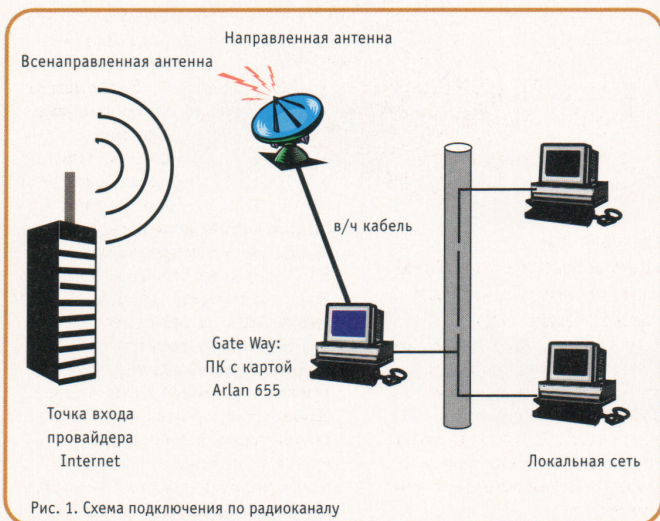 Направленная антенна
Всенаправленная антенна
в/ч кабель
Gate Way:
ПК с картой
Arlan 655
Точка входа
провайдера
Internet
Локальная сеть
Рис. 1. Схема подключения по радиоканалу